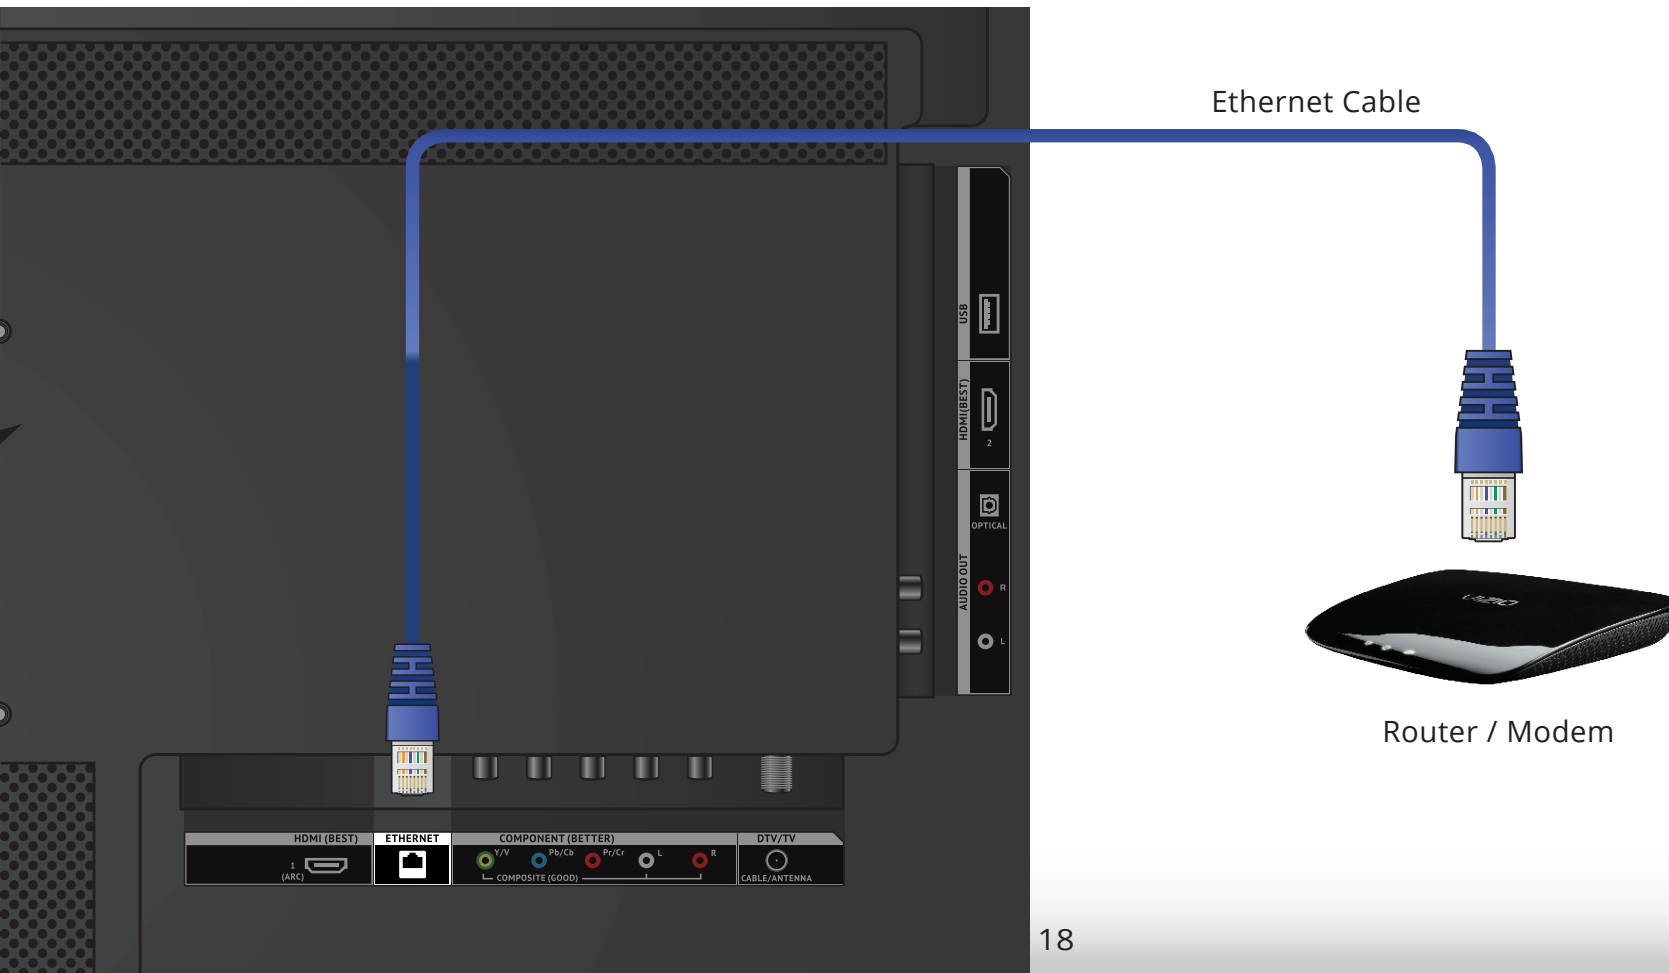 Ethernet Cable
USB
HDMI(BEST)
2
OPTICAL
AUDIO OUT
R
L
VIZIO
Router / Modem
HDMI (BEST) ETHERNET COMPONENT (BETTER) DTV/TV
1 Y/V Pb/Cb Pr/Cr L R
(ARC) COMPOSITE (GOOD) CABLE/ANTENNA
18